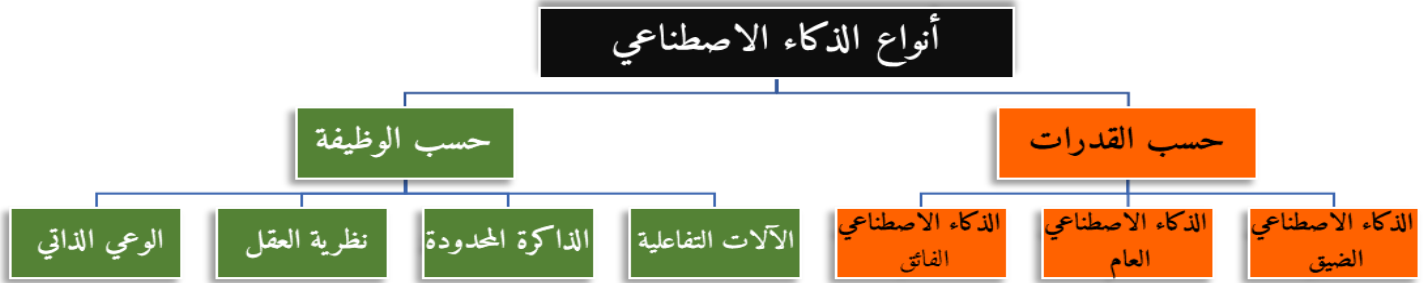 أنواع الذكاء الاصطناعي
حسب القدرات
حسب الوظيفة
الذكاء الاصطناعي
الضيق
الذكاء الاصطناعي
العام
الذكاء الاصطناعي
الفائق
الآلات التفاعلية
الذاكرة المحدودة
نظرية العقل
الوعي الذاتي